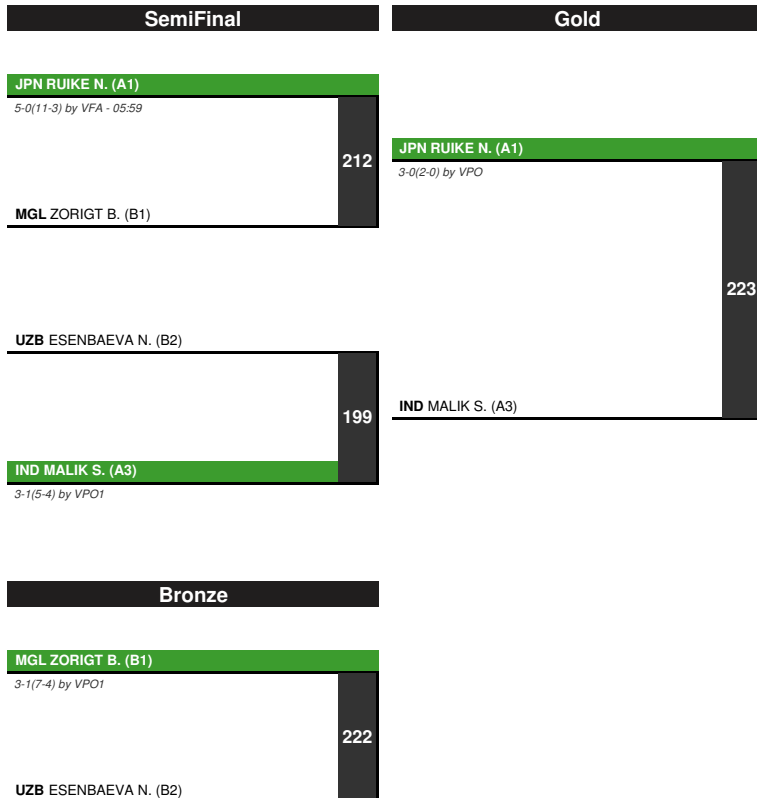 SemiFinal
Gold
JPN RUIKE N. (A1)
5-0(11-3) by VFA - 05:59
212
MGL ZORIGT B. (B1)
UZB ESENBAEVA N. (B2)
199
IND MALIK S. (A3)
3-1(5-4) by VPO1
JPN RUIKE N. (A1)
3-0(2-0) by VPO
223
IND MALIK S. (A3)
Bronze
MGL ZORIGT B. (B1)
3-1(7-4) by VPO1
222
UZB ESENBAEVA N. (B2)